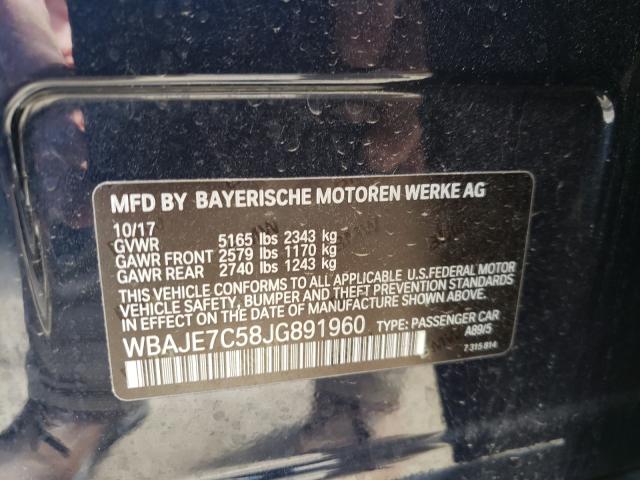 MFD BY BAYERISCHE MOTOREN WERKE AG
10/17
GVWR 5165 lbs 2343 kg
GAWR FRONT 2579 lbs 1170 kg
GAWR REAR 2740 lbs 1243 kg
THIS VEHICLE CONFORMS TO ALL APPLICABLE U.S.FEDERAL MOTOR
VEHICLE SAFETY, BUMPER AND THEFT PREVENTION STANDARDS
IN EFFECT ON THE DATE OF MANUFACTURE SHOWN ABOVE.
WBAJE7C58JG891960 TYPE: PASSENGER CAR
A89/5
7 315 814